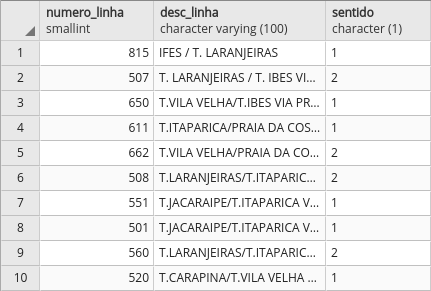 numero_linha desc_linha sentido
smallint character varying (100) character (1)
1 815 IFES / T. LARANJEIRAS 1
2 507 T. LARANJEIRAS / T. IBES VI... 2
3 650 T.VILA VELHA/T.IBES VIA PR... 1
4 611 T.ITAPARICA/PRAIA DA COS... 1
5 662 T.VILA VELHA/PRAIA DA CO... 2
6 508 T.LARANJEIRAS/T.ITAPARIC... 2
7 551 T.JACARAIPE/T.ITAPARICA V... 1
8 501 T.JACARAIPE/T.ITAPARICA V... 1
9 560 T.LARANJEIRAS/T.ITAPARIC... 2
10 520 T.CARAPINA/T.VILA VELHA ... 1